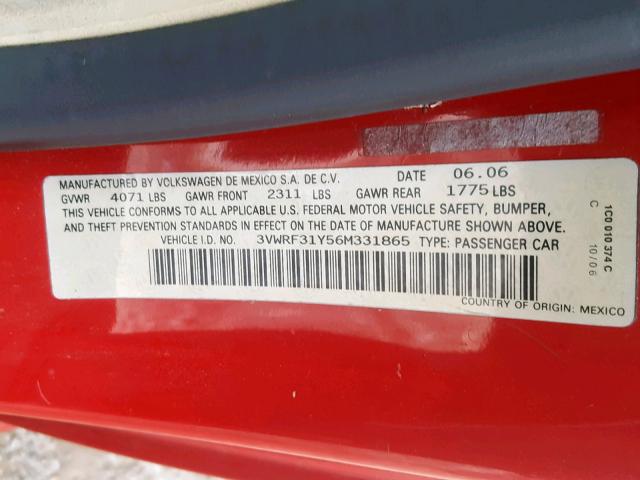 MANUFACTURED BY VOLKSWAGEN DE MEXICO S.A. DE C.V. DATE 06.06
GVWR 4071 LBS GAWR FRONT 2311 LBS GAWR REAR 1775 LBS
THIS VEHICLE CONFORMS TO ALL APPLICABLE U.S. FEDERAL MOTOR VEHICLE SAFETY, BUMPER,
AND THEFT PREVENTION STANDARDS IN EFFECT ON THE DATE OF MANUFACTURE SHOWN ABOVE.
VEHICLE I.D. NO. 3VWRF31Y56M331865 TYPE: PASSENGER CAR
COUNTRY OF ORIGIN: MEXICO
1C0 010 374 C
C 10/06